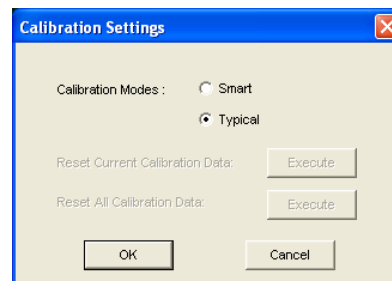 Calibration Settings
Calibration Modes : Smart
Typical
Reset Current Calibration Data: Execute
Reset All Calibration Data: Execute
OK Cancel